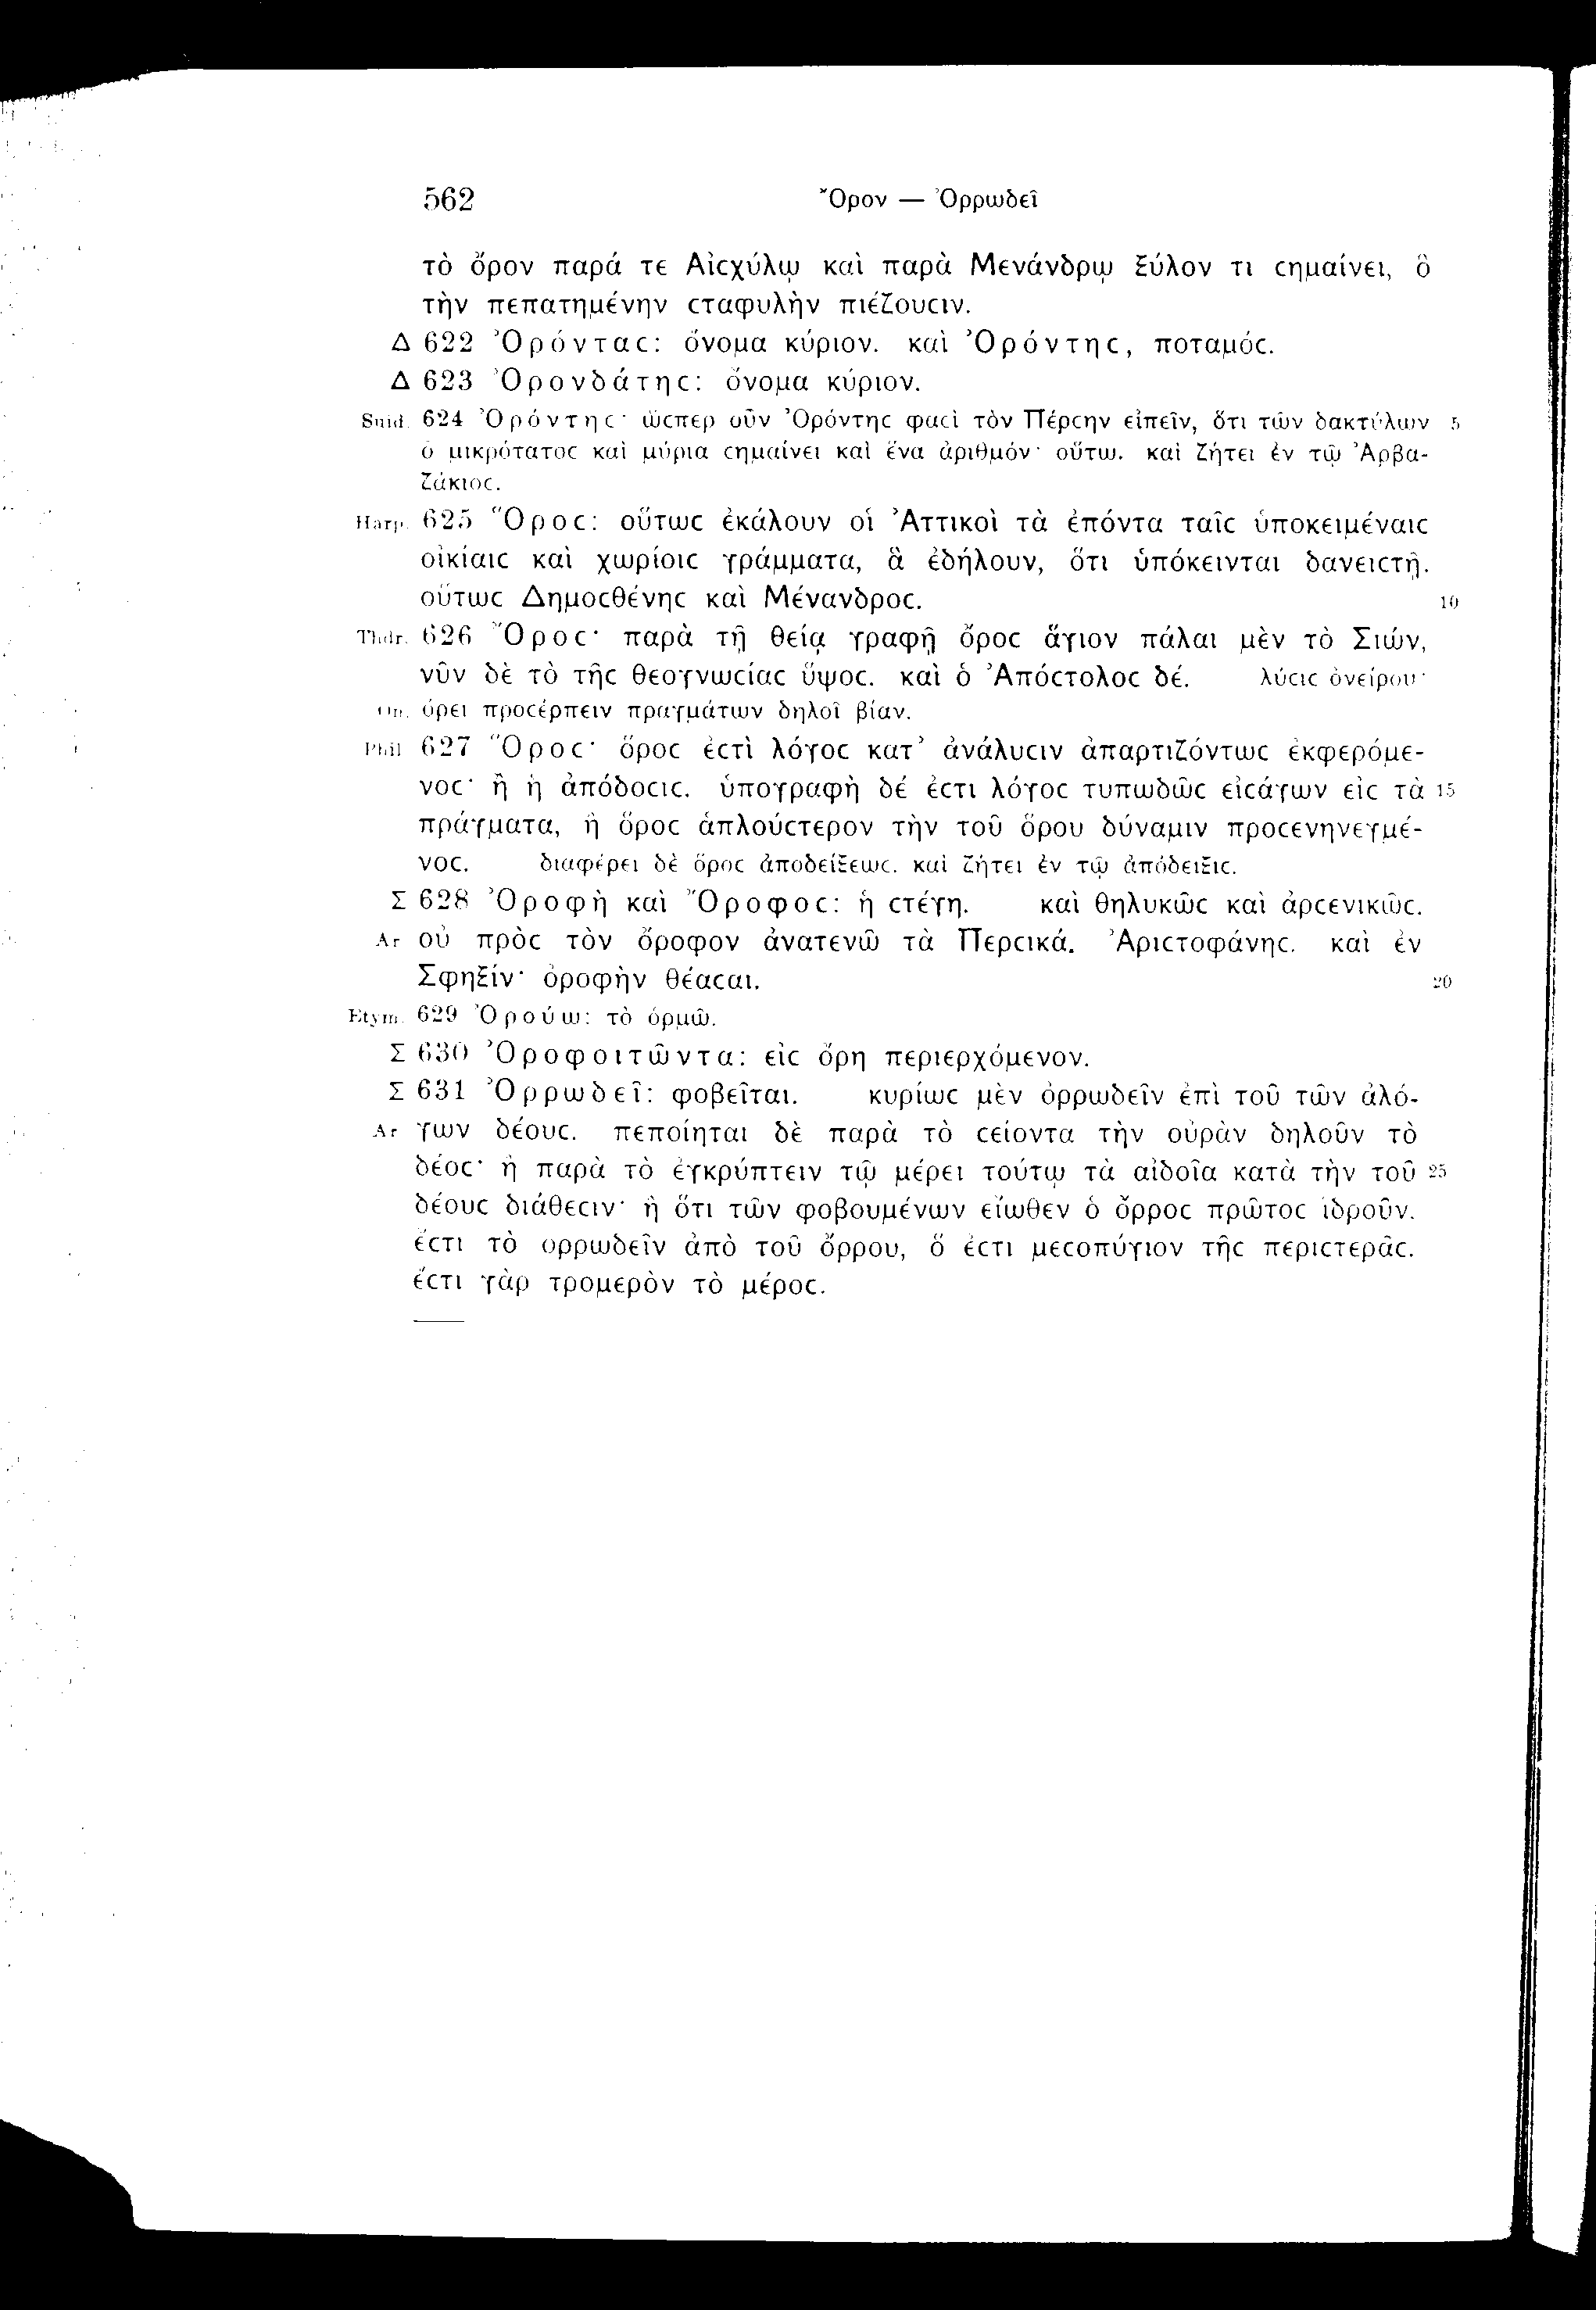 562 Ὅρον — Ὀρρωδεῖ
τὸ ὅρον παρά τε Αἰϲχύλῳ καὶ παρὰ Μενάνδρῳ ξύλον τι ϲημαίνει, ὃ
τὴν πεπατημένην ϲταφυλὴν πιέζουϲιν.
Δ 622 Ὀρόνταϲ: ὄνομα κύριον. καὶ Ὀρόντηϲ, ποταμόϲ.
Δ 623 Ὀρονδάτηϲ: ὄνομα κύριον.
Suid. 624 Ὀρόντηϲ· ὥϲπερ οὖν Ὀρόντηϲ φαϲὶ τὸν Πέρϲην εἰπεῖν, ὅτι τῶν δακτύλων 5
ὁ μικρότατοϲ καὶ μύρια ϲημαίνει καὶ ἕνα ἀριθμόν· οὕτω. καὶ ζήτει ἐν τῷ Ἀρβα-
ζάκιοϲ.
Harp. 625 Ὅροϲ: οὕτωϲ ἐκάλουν οἱ Ἀττικοὶ τὰ ἐπόντα ταῖϲ ὑποκειμέναιϲ
οἰκίαιϲ καὶ χωρίοιϲ γράμματα, ἃ ἐδήλουν, ὅτι ὑπόκεινται δανειϲτῇ.
οὕτωϲ Δημοϲθένηϲ καὶ Μένανδροϲ. 10
Thdr. 626 Ὄροϲ· παρὰ τῇ θείᾳ γραφῇ ὄροϲ ἅγιον πάλαι μὲν τὸ Σιών,
νῦν δὲ τὸ τῆϲ θεογνωϲίαϲ ὕψοϲ. καὶ ὁ Ἀπόϲτολοϲ δέ. λύϲιϲ ὀνείρου·
On. ὄρει προϲέρπειν πραγμάτων δηλοῖ βίαν.
Phil. 627 Ὅροϲ· ὅροϲ ἐϲτὶ λόγοϲ κατ’ ἀνάλυϲιν ἀπαρτιζόντωϲ ἐκφερόμε-
νοϲ· ἢ ἡ ἀπόδοϲιϲ. ὑπογραφὴ δέ ἐϲτι λόγοϲ τυπωδῶϲ εἰϲάγων εἰϲ τὰ 15
πράγματα, ἢ ὅροϲ ἁπλούϲτερον τὴν τοῦ ὅρου δύναμιν προϲενηνεγμέ-
νοϲ. διαφέρει δὲ ὅροϲ ἀποδείξεωϲ. καὶ ζήτει ἐν τῷ ἀπόδειξιϲ.
Σ 628 Ὀροφὴ καὶ Ὄροφοϲ: ἡ ϲτέγη. καὶ θηλυκῶϲ καὶ ἀρϲενικῶϲ.
Ar οὐ πρὸϲ τὸν ὄροφον ἀνατενῶ τὰ Περϲικά. Ἀριϲτοφάνηϲ. καὶ ἐν
Σφηξίν· ὀροφὴν θέαϲαι. 20
Etym. 629 Ὀρούω: τὸ ὁρμῶ.
Σ 630 Ὀροφοιτῶντα: εἰϲ ὄρη περιερχόμενον.
Σ 631 Ὀρρωδεῖ: φοβεῖται. κυρίωϲ μὲν ὀρρωδεῖν ἐπὶ τοῦ τῶν ἀλό-
Ar γων δέουϲ. πεποίηται δὲ παρὰ τὸ ϲείοντα τὴν οὐρὰν δηλοῦν τὸ
δέοϲ· ἢ παρὰ τὸ ἐγκρύπτειν τῷ μέρει τούτῳ τὰ αἰδοῖα κατὰ τὴν τοῦ 25
δέουϲ διάθεϲιν· ἢ ὅτι τῶν φοβουμένων εἴωθεν ὁ ὄρροϲ πρῶτοϲ ἱδροῦν.
ἔϲτι τὸ ὀρρωδεῖν ἀπὸ τοῦ ὄρρου, ὅ ἐϲτι μεϲοπύγιον τῆϲ περιϲτερᾶϲ.
ἔϲτι γὰρ τρομερὸν τὸ μέροϲ.